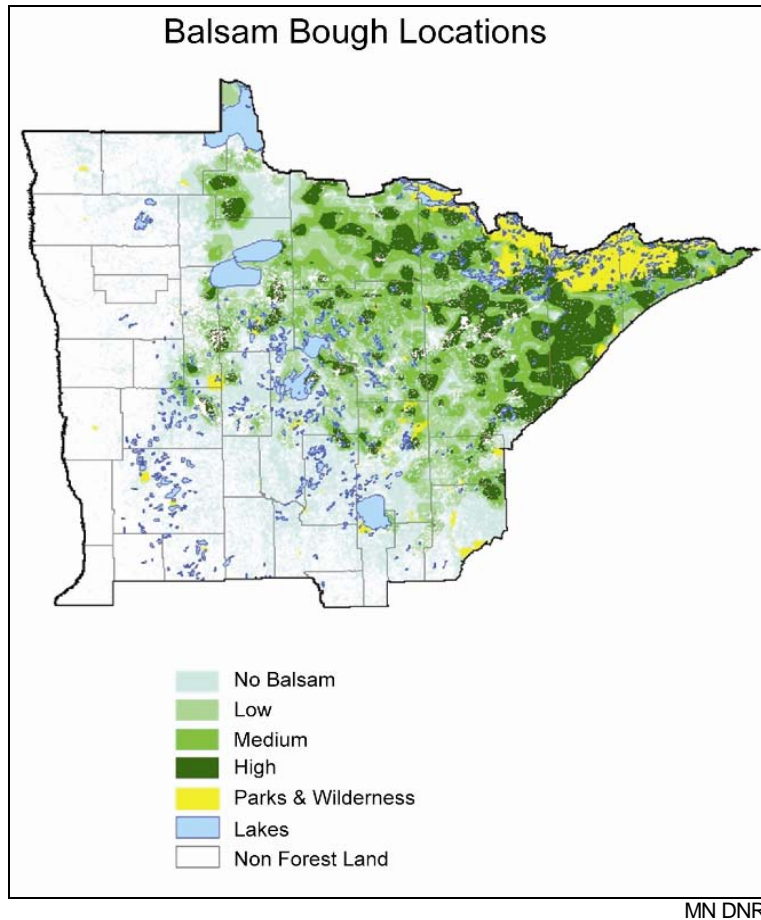 Balsam Bough Locations
No Balsam
Low
Medium
High
Parks & Wilderness
Lakes
Non Forest Land
MN DNR